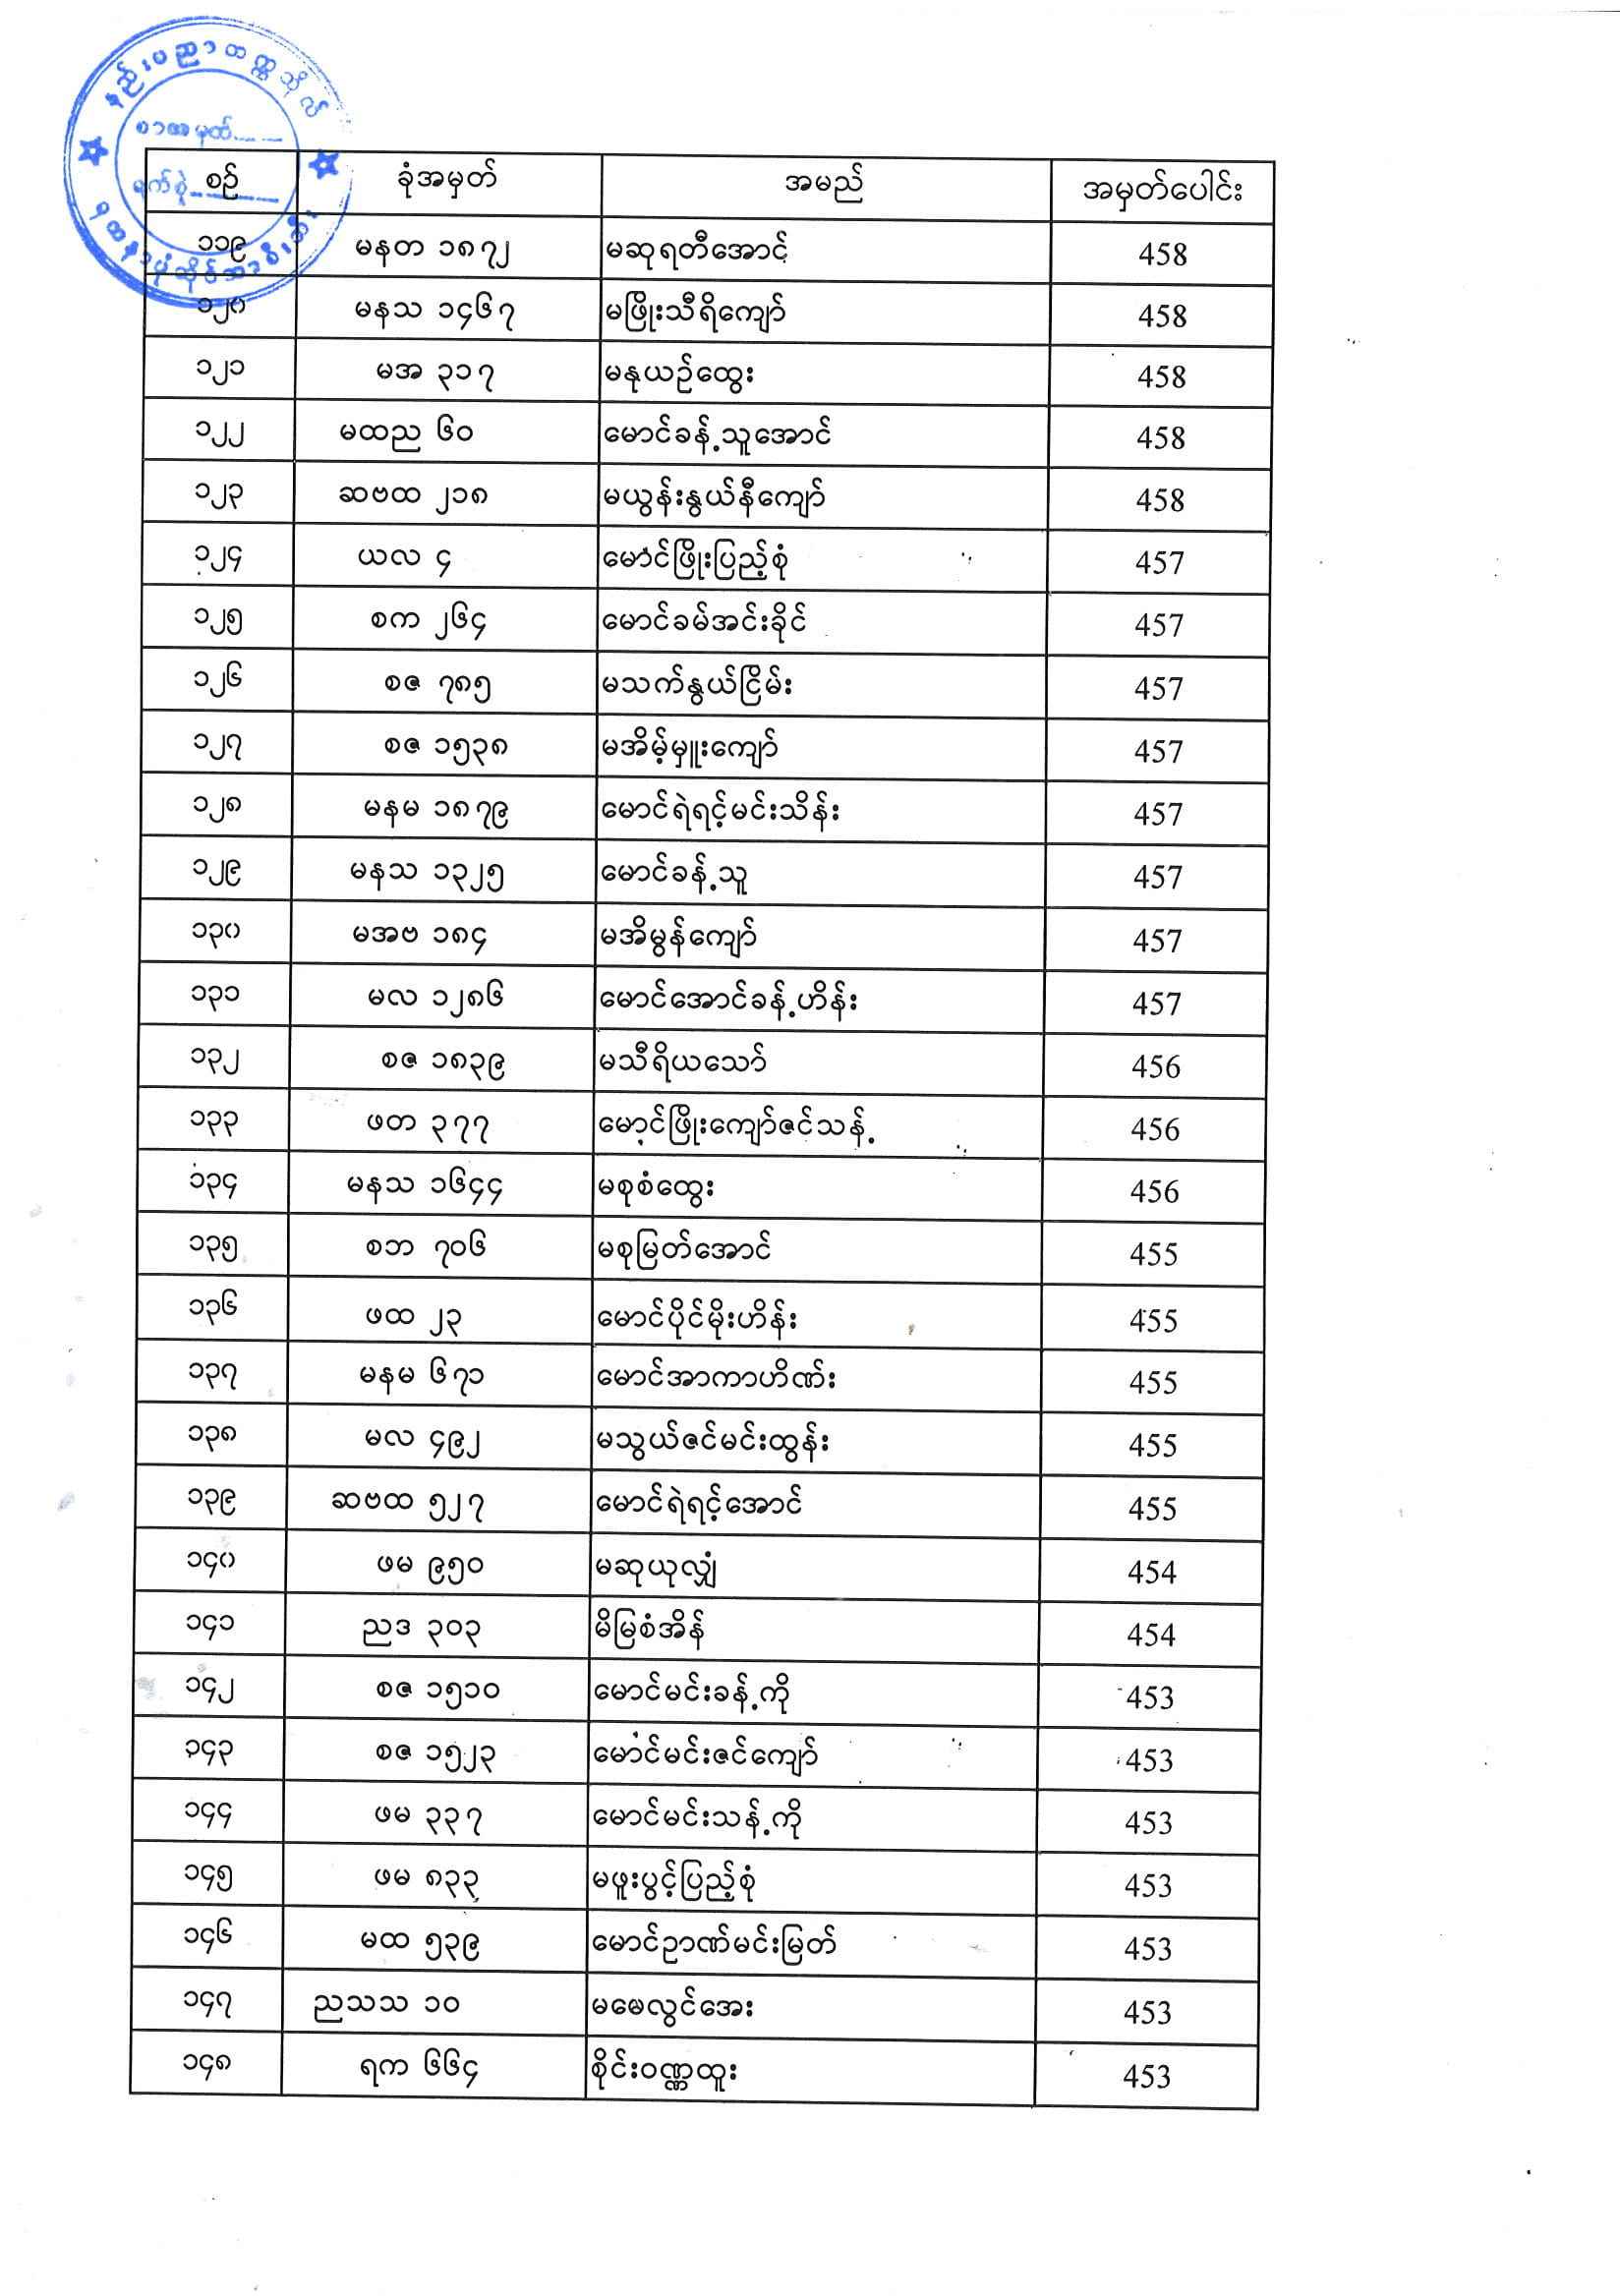 နည်းပညာတက္ကသိုလ်
စာအမှတ်
ရက်စွဲ
စဉ် ခုံအမှတ် အမည် အမှတ်ပေါင်း
၁၁၉ မနတ ၁၈၇၂ မဆုရတီအောင် 458
၁၂၀ မနသ ၁၄၆၇ မဖြိုးသီရိကျော် 458
၁၂၁ မအ ၃၁၇ မနုယဉ်ထွေး 458
၁၂၂ မထည ၆၀ မောင်ခန့်သူအောင် 458
၁၂၃ ဆဗထ ၂၁၈ မယွန်းနွယ်နီကျော် 458
၁၂၄ ယလ ၄ မောင်ဖြိုးပြည့်စုံ 457
၁၂၅ စက ၂၆၄ မောင်ခမ်အင်းခိုင် 457
၁၂၆ စဇ ၇၈၅ မသက်နွယ်ငြိမ်း 457
၁၂၇ စဇ ၁၅၃၈ မအိမ့်မှူးကျော် 457
၁၂၈ မနမ ၁၈၇၉ မောင်ရဲရင့်မင်းသိန်း 457
၁၂၉ မနသ ၁၃၂၅ မောင်ခန့်သူ 457
၁၃၀ မအဗ ၁၈၄ မအိမွန်ကျော် 457
၁၃၁ မလ ၁၂၈၆ မောင်အောင်ခန့်ဟိန်း 457
၁၃၂ စဇ ၁၈၃၉ မသီရိယသော် 456
၁၃၃ ဖတ ၃၇၇ မောင်ဖြိုးကျော်ဇင်သန့် 456
၁၃၄ မနသ ၁၆၄၄ မစုစံထွေး 456
၁၃၅ စဘ ၇၀၆ မစုမြတ်အောင် 455
၁၃၆ ဖထ ၂၃ မောင်ပိုင်မိုးဟိန်း 455
၁၃၇ မနမ ၆၇၁ မောင်အာကာဟိဏ်း 455
၁၃၈ မလ ၄၉၂ မသွယ်ဇင်မင်းထွန်း 455
၁၃၉ ဆဗထ ၅၂၇ မောင်ရဲရင့်အောင် 455
၁၄၀ ဖမ ၉၅၀ မဆုယုလျှံ 454
၁၄၁ ညဒ ၃၀၃ မိမြစံအိန် 454
၁၄၂ စဇ ၁၅၁၀ မောင်မင်းခန့်ကို 453
၁၄၃ စဇ ၁၅၂၃ မောင်မင်းဇင်ကျော် 453
၁၄၄ ဖမ ၃၃၇ မောင်မင်းသန့်ကို 453
၁၄၅ ဖမ ၈၃၃ မဖူးပွင့်ပြည့်စုံ 453
၁၄၆ မထ ၅၃၉ မောင်ဉာဏ်မင်းမြတ် 453
၁၄၇ ညသသ ၁၀ မမေလွင်အေး 453
၁၄၈ ရက ၆၆၄ စိုင်းဝဏ္ဏထူး 453